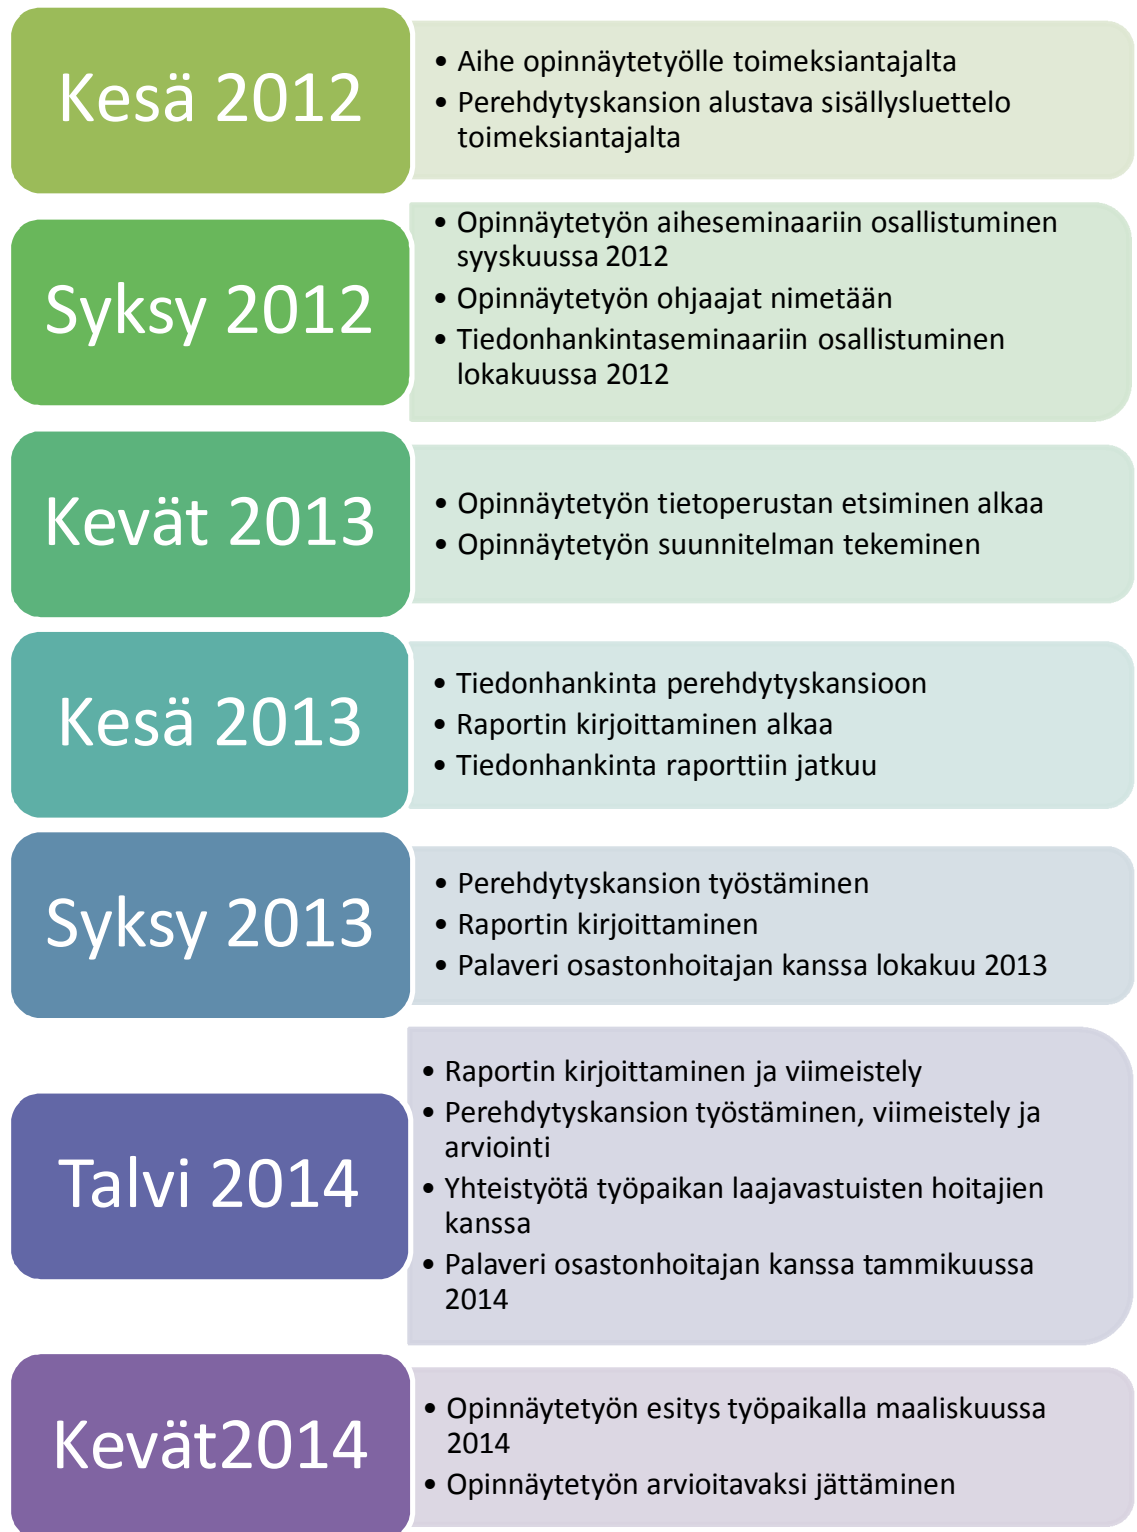 Kesä 2012
• Aihe opinnäytetyölle toimeksiantajalta
• Perehdytyskansion alustava sisällysluettelo
toimeksiantajalta
Syksy 2012
• Opinnäytetyön aiheseminaariin osallistuminen
syyskuussa 2012
• Opinnäytetyön ohjaajat nimetään
• Tiedonhankintaseminaariin osallistuminen
lokakuussa 2012
Kevät 2013
• Opinnäytetyön tietoperustan etsiminen alkaa
• Opinnäytetyön suunnitelman tekeminen
Kesä 2013
• Tiedonhankinta perehdytyskansioon
• Raportin kirjoittaminen alkaa
• Tiedonhankinta raporttiin jatkuu
Syksy 2013
• Perehdytyskansion työstäminen
• Raportin kirjoittaminen
• Palaveri osastonhoitajan kanssa lokakuu 2013
Talvi 2014
• Raportin kirjoittaminen ja viimeistely
• Perehdytyskansion työstäminen, viimeistely ja
arviointi
• Yhteistyötä työpaikan laajavastuisten hoitajien
kanssa
• Palaveri osastonhoitajan kanssa tammikuussa
2014
Kevät2014
• Opinnäytetyön esitys työpaikalla maaliskuussa
2014
• Opinnäytetyön arvioitavaksi jättäminen